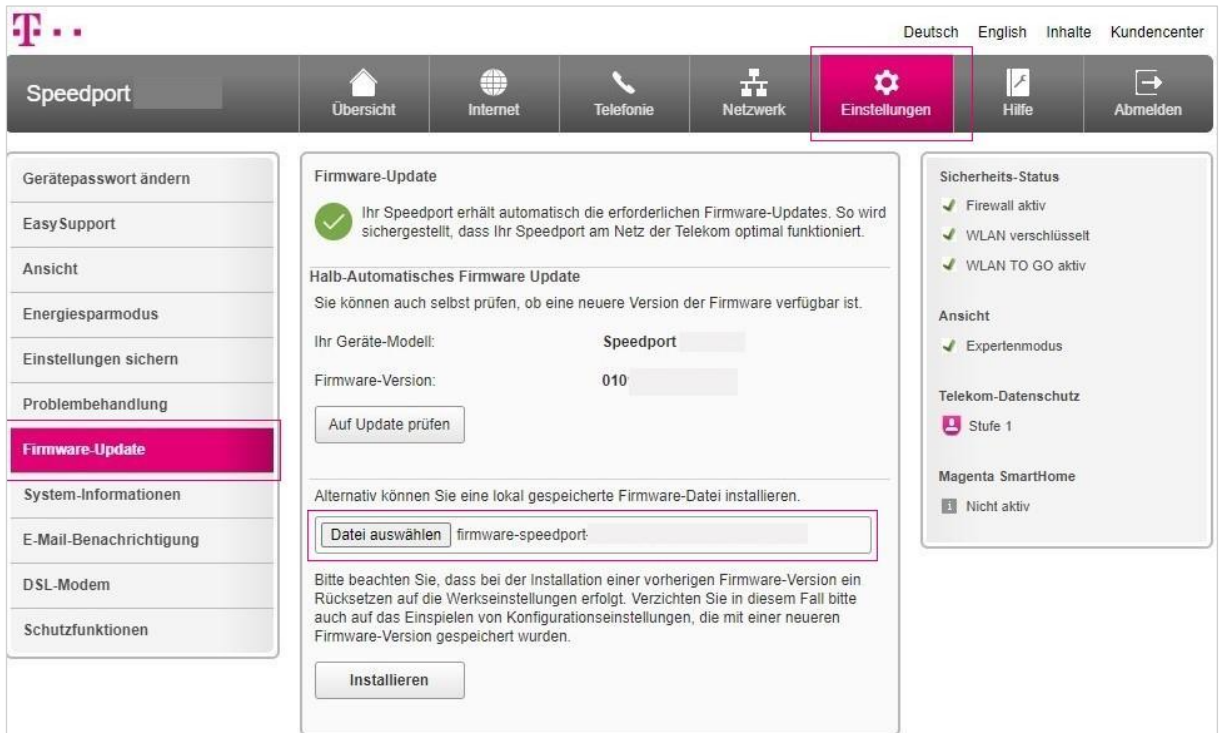 T
Deutsch English Inhalte Kundencenter
Speedport
Übersicht
Internet
Telefonie
Netzwerk
Einstellungen
Hilfe
Abmelden
Gerätepasswort ändern
EasySupport
Ansicht
Energiesparmodus
Einstellungen sichern
Problembehandlung
Firmware-Update
System-Informationen
E-Mail-Benachrichtigung
DSL-Modem
Schutzfunktionen
Firmware-Update
Ihr Speedport erhält automatisch die erforderlichen Firmware-Updates. So wird
sichergestellt, dass Ihr Speedport am Netz der Telekom optimal funktioniert.
Halb-Automatisches Firmware Update
Sie können auch selbst prüfen, ob eine neuere Version der Firmware verfügbar ist.
Ihr Geräte-Modell: Speedport
Firmware-Version: 010
Auf Update prüfen
Alternativ können Sie eine lokal gespeicherte Firmware-Datei installieren.
Datei auswählen firmware-speedport-
Bitte beachten Sie, dass bei der Installation einer vorherigen Firmware-Version ein
Rücksetzen auf die Werkseinstellungen erfolgt. Verzichten Sie in diesem Fall bitte
auch auf das Einspielen von Konfigurationseinstellungen, die mit einer neueren
Firmware-Version gespeichert wurden.
Installieren
Sicherheits-Status
Firewall aktiv
WLAN verschlüsselt
WLAN TO GO aktiv
Ansicht
Expertenmodus
Telekom-Datenschutz
Stufe 1
Magenta SmartHome
Nicht aktiv